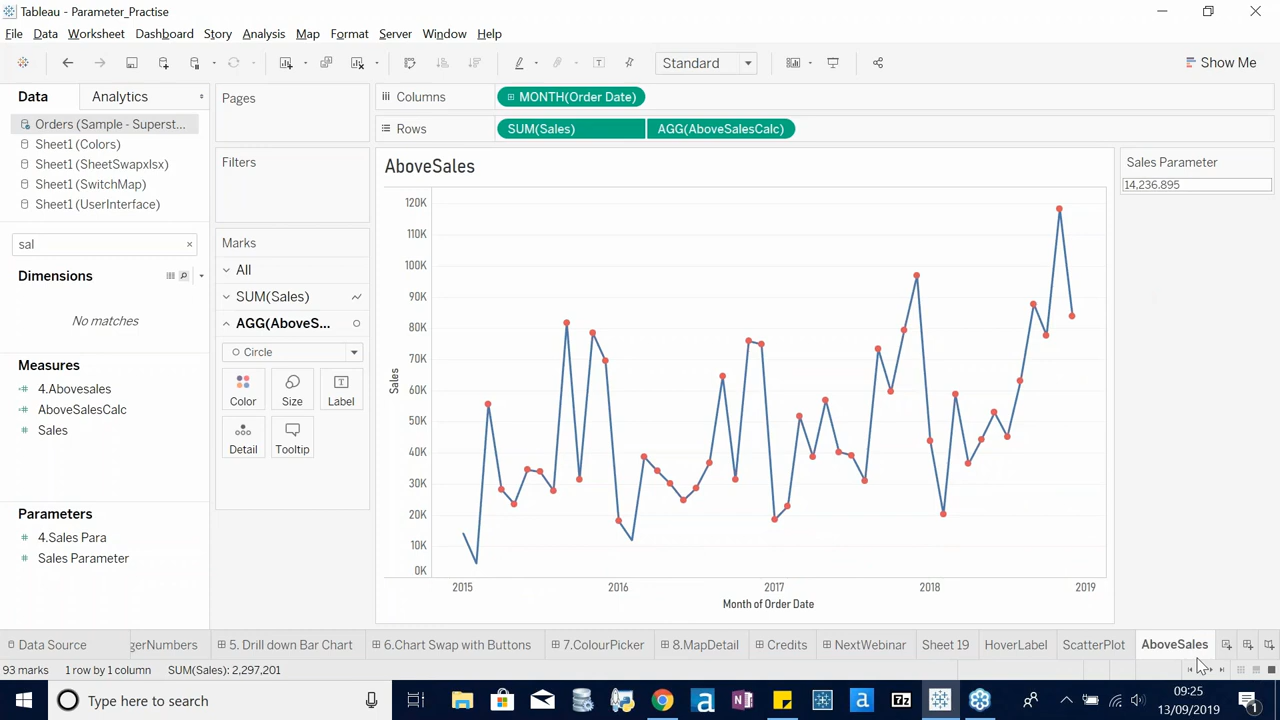 Tableau - Parameter_Practise
File Data Worksheet Dashboard Story Analysis Map Format Server Window Help
Standard
Show Me
Data Analytics
Orders (Sample - Superst...
Sheet1 (Colors)
Sheet1 (SheetSwapxlsx)
Sheet1 (SwitchMap)
Sheet1 (UserInterface)
sal
Dimensions
No matches
Measures
4.Abovesales
AboveSalesCalc
Sales
Parameters
4.Sales Para
Sales Parameter
Pages
Filters
Marks
All
SUM(Sales)
AGG(AboveS...
Circle
Color Size Label
Detail Tooltip
Columns MONTH(Order Date)
Rows SUM(Sales) AGG(AboveSalesCalc)
AboveSales
120K
110K
100K
90K
80K
70K
60K
50K
40K
30K
20K
10K
0K
Sales
2015 2016 2017 2018 2019
Month of Order Date
Sales Parameter
14,236.895
Data Source gerNumbers 5. Drill down Bar Chart 6.Chart Swap with Buttons 7.ColourPicker 8.MapDetail Credits NextWebinar Sheet 19 HoverLabel ScatterPlot AboveSales
93 marks 1 row by 1 column SUM(Sales): 2,297,201
Type here to search
a
N
a
7z
09:25
13/09/2019
1